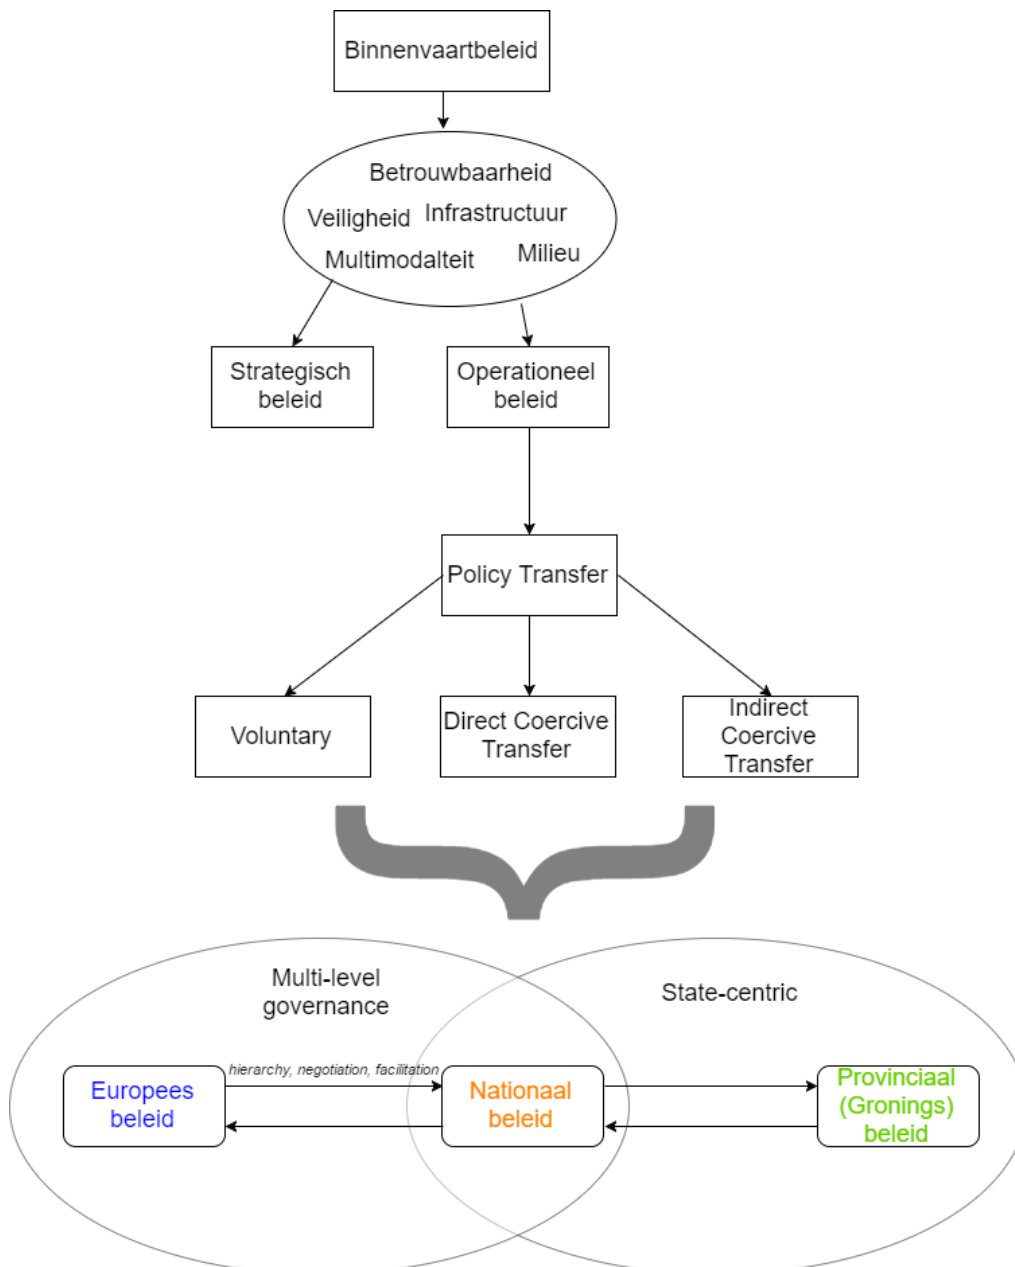 Binnenvaartbeleid
Betrouwbaarheid
Veiligheid
Infrastructuur
Multimodalteit
Milieu
Strategisch
beleid
Operationeel
beleid
Policy Transfer
Voluntary
Direct Coercive
Transfer
Indirect
Coercive
Transfer
Multi-level
governance
State-centric
hierarchy, negotiation, facilitation
Europees
beleid
Nationaal
beleid
Provinciaal
(Gronings)
beleid